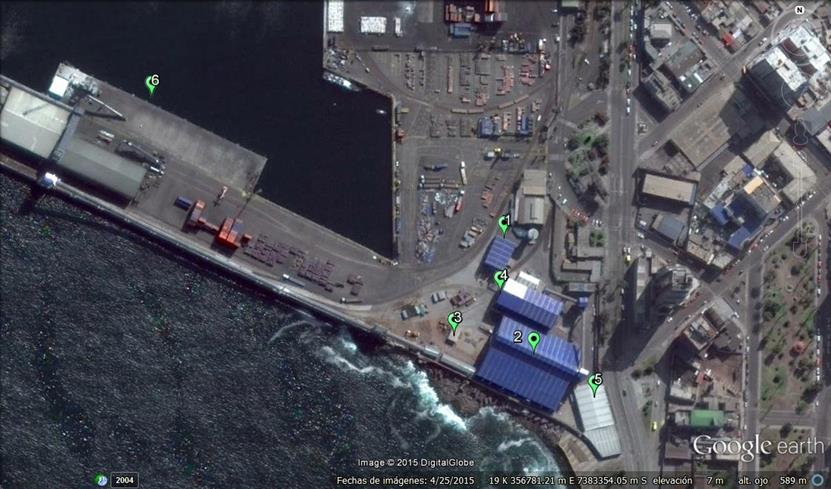 N
6
1
4
3
2
5
Google earth
Image © 2015 DigitalGlobe
2004
Fechas de imágenes: 4/25/2015 19 K 356781.21 m E 7383354.05 m S elevación 7 m alt. ojo 589 m